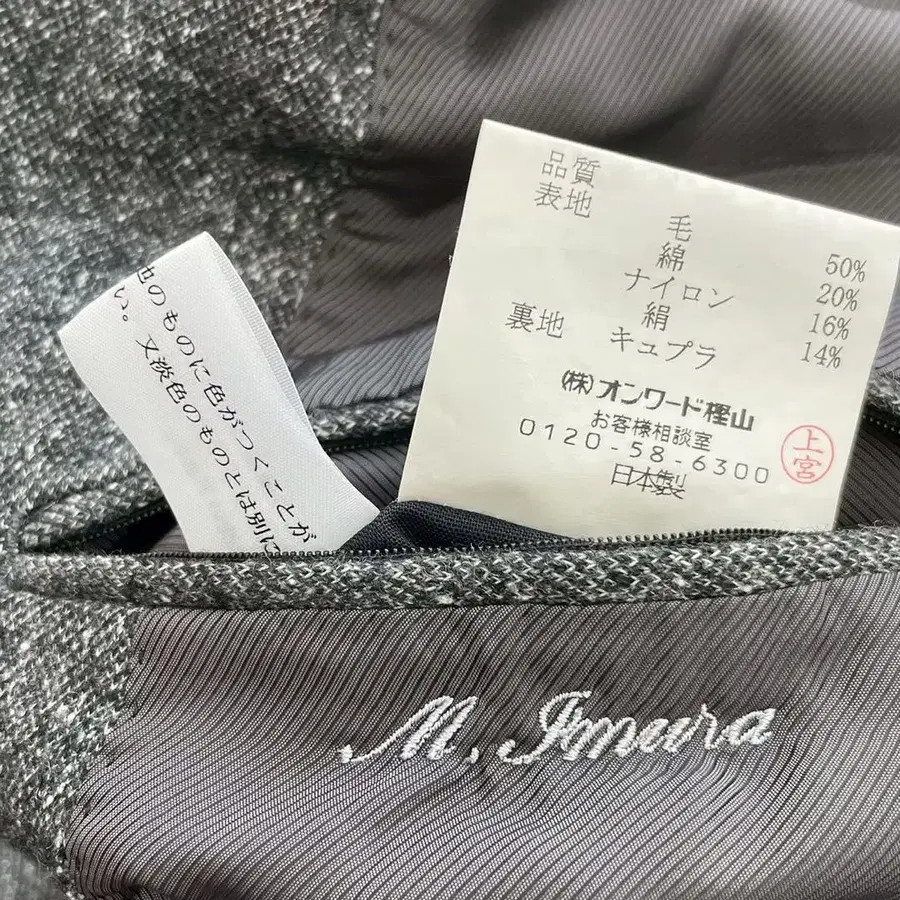 品質
表地
毛 50%
綿 20%
ナイロン 16%
絹 14%
裏地 キュプラ
(株)オンワード樫山
お客様相談室
0120-58-6300
日本製
上宮
のものに色がつくことが
い。又淡色のものとは別に
M. Imura